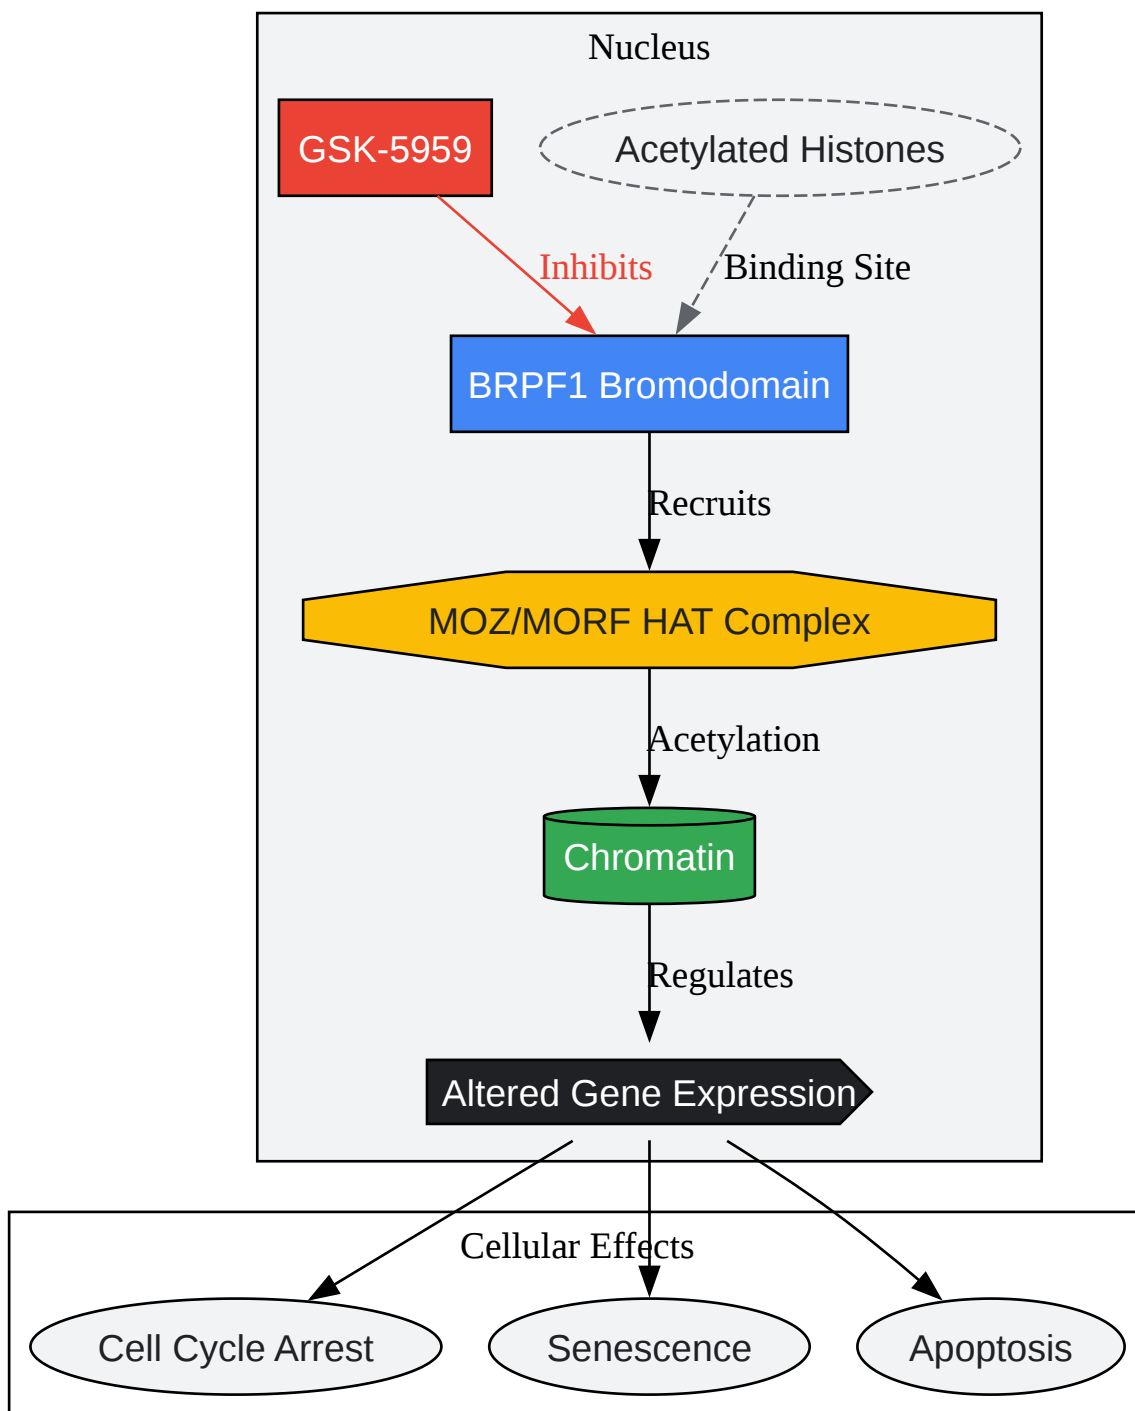 Nucleus
GSK-5959
Acetylated Histones
Inhibits
Binding Site
BRPF1 Bromodomain
Recruits
MOZ/MORF HAT Complex
Acetylation
Chromatin
Regulates
Altered Gene Expression
Cellular Effects
Cell Cycle Arrest
Senescence
Apoptosis